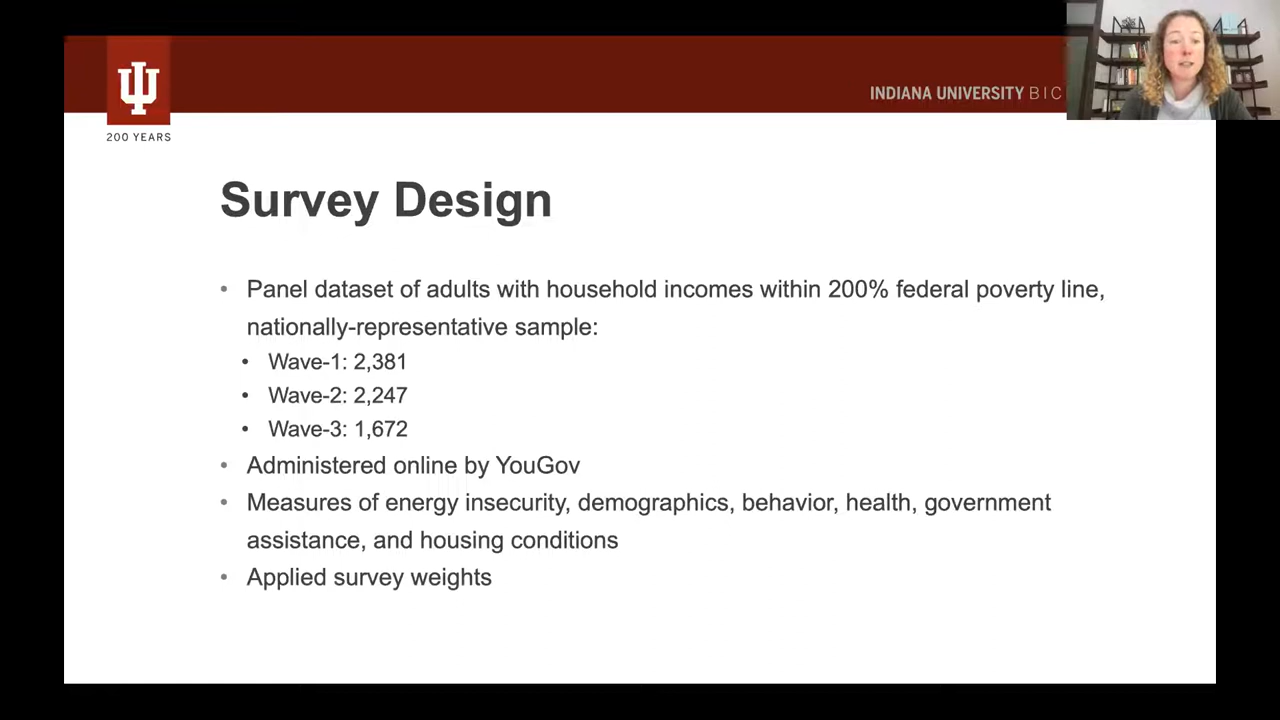 INDIANA UNIVERSITY BIC
200 YEARS
Survey Design
• Panel dataset of adults with household incomes within 200% federal poverty line,
nationally-representative sample:
• Wave-1: 2,381
• Wave-2: 2,247
• Wave-3: 1,672
• Administered online by YouGov
• Measures of energy insecurity, demographics, behavior, health, government
assistance, and housing conditions
• Applied survey weights